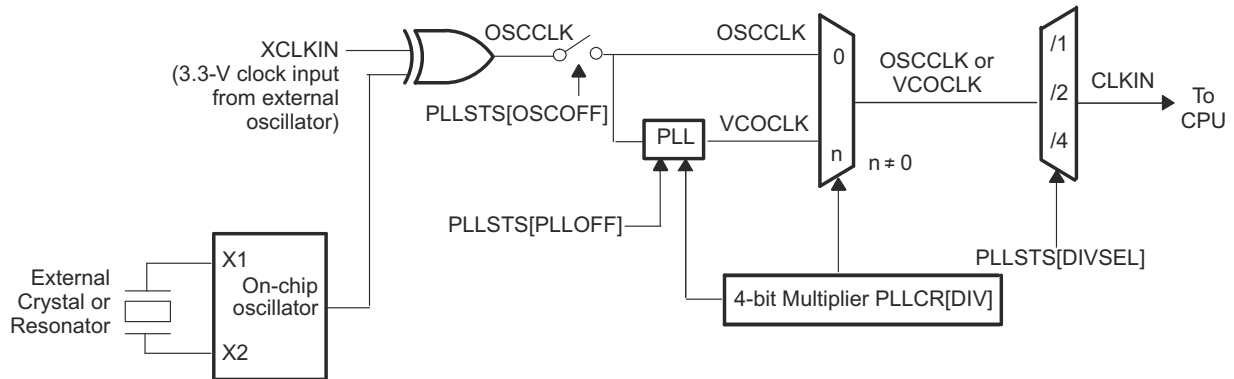 OSCCLK
XCLKIN
(3.3-V clock input
from external
oscillator)
PLLSTS[OSCOFF]
OSCCLK
0
OSCCLK or
VCOCLK
/1
/2
/4
CLKIN
To
CPU
PLL
VCOCLK
n
n ≠ 0
PLLSTS[PLLOFF]
PLLSTS[DIVSEL]
4-bit Multiplier PLLCR[DIV]
External
Crystal or
Resonator
X1
On-chip
oscillator
X2